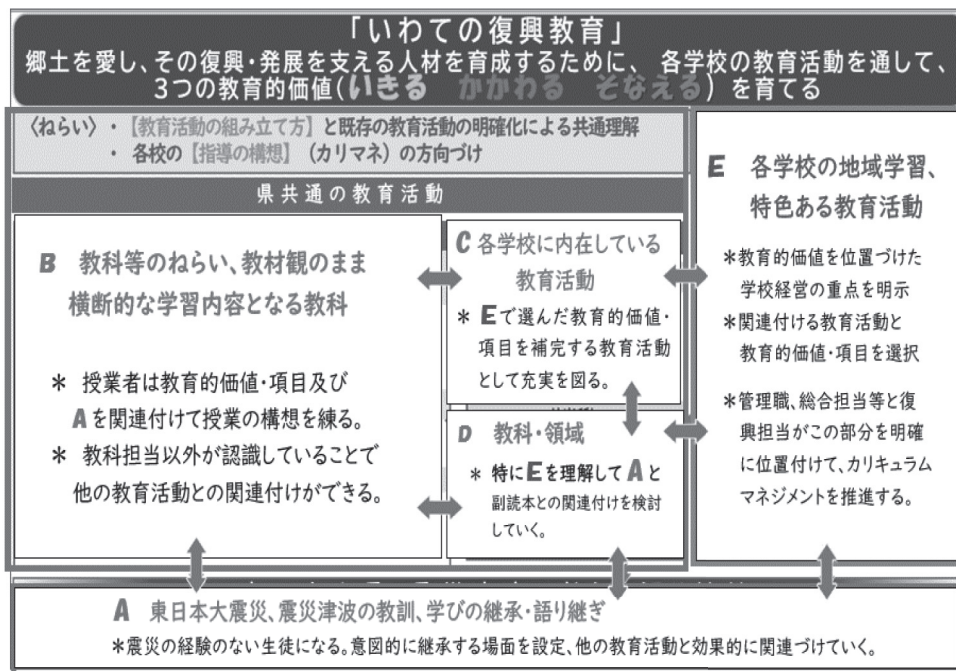 「いわての復興教育」
郷土を愛し、その復興・発展を支える人材を育成するために、 各学校の教育活動を通して、
3つの教育的価値(いきる かかわる そなえる) を育てる
〈ねらい〉・【教育活動の組み立て方】と既存の教育活動の明確化による共通理解
・ 各校の【指導の構想】(カリマネ) の方向づけ
県共通の教育活動
B 教科等のねらい、教材観のまま
横断的な学習内容となる教科
* 授業者は教育的価値・項目及び
Aを関連付けて授業の構想を練る。
* 教科担当以外が認識していることで
他の教育活動との関連付けができる。
C 各学校に内在している
教育活動
* Eで選んだ教育的価値・
項目を補完する教育活動
として充実を図る。
D 教科・領域
* 特にEを理解してAと
副読本との関連付けを検討
していく。
E 各学校の地域学習、
特色ある教育活動
*教育的価値を位置づけた
学校経営の重点を明示
*関連付ける教育活動と
教育的価値・項目を選択
*管理職、総合担当等と復
興担当がこの部分を明確
に位置付けて、カリキュラム
マネジメントを推進する。
A 東日本大震災、震災津波の教訓、学びの継承・語り継ぎ
*震災の経験のない生徒になる。意図的に継承する場面を設定、他の教育活動と効果的に関連づけていく。